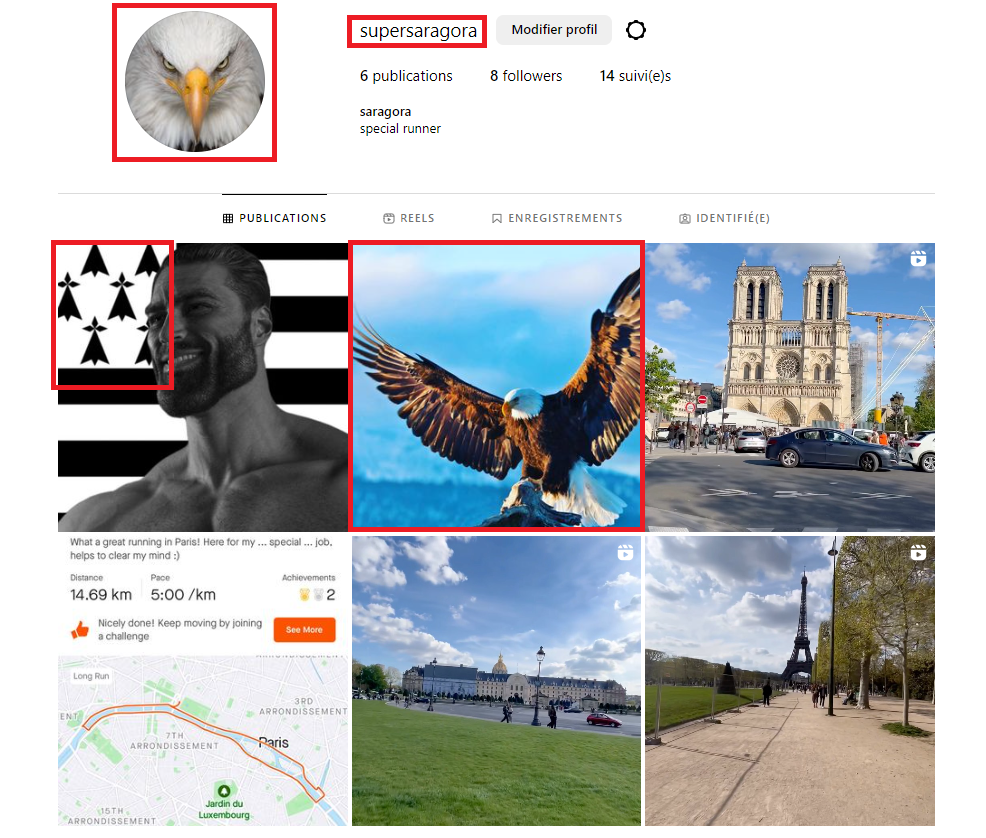 supersaragora Modifier profil
6 publications 8 followers 14 suivi(e)s
saragora
special runner
PUBLICATIONS REELS ENREGISTREMENTS IDENTIFIÉ(E)
What a great running in Paris! Here for my ... special ... job,
helps to clear my mind :)
Distance Pace Achievements
14.69 km 5:00 /km 2
Nicely done! Keep moving by joining
a challenge
See More
Long Run
3RD
ARRONDISSEMENT
7TH
ARRONDISSEMENT
Paris
Jardin du
Luxembourg
15TH
ARRONDISSEMENT